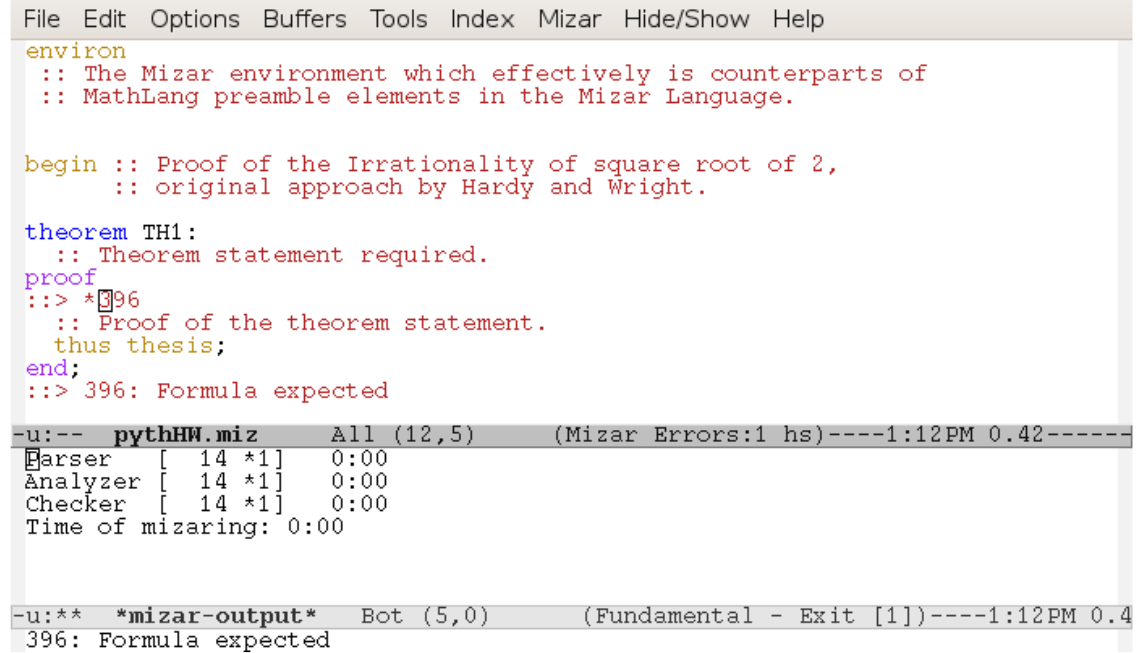 File Edit Options Buffers Tools Index Mizar Hide/Show Help
environ
:: The Mizar environment which effectively is counterparts of
:: MathLang preamble elements in the Mizar Language.
begin :: Proof of the Irrationality of square root of 2,
:: original approach by Hardy and Wright.
theorem TH1:
:: Theorem statement required.
proof
::> *396
:: Proof of the theorem statement.
thus thesis;
end;
::> 396: Formula expected
-u:-- pythHW.miz All (12,5) (Mizar Errors:1 hs)----1:12PM 0.42------
Parser [ 14 *1] 0:00
Analyzer [ 14 *1] 0:00
Checker [ 14 *1] 0:00
Time of mizaring: 0:00
-u:** *mizar-output* Bot (5,0) (Fundamental - Exit [1])----1:12PM 0.4
396: Formula expected